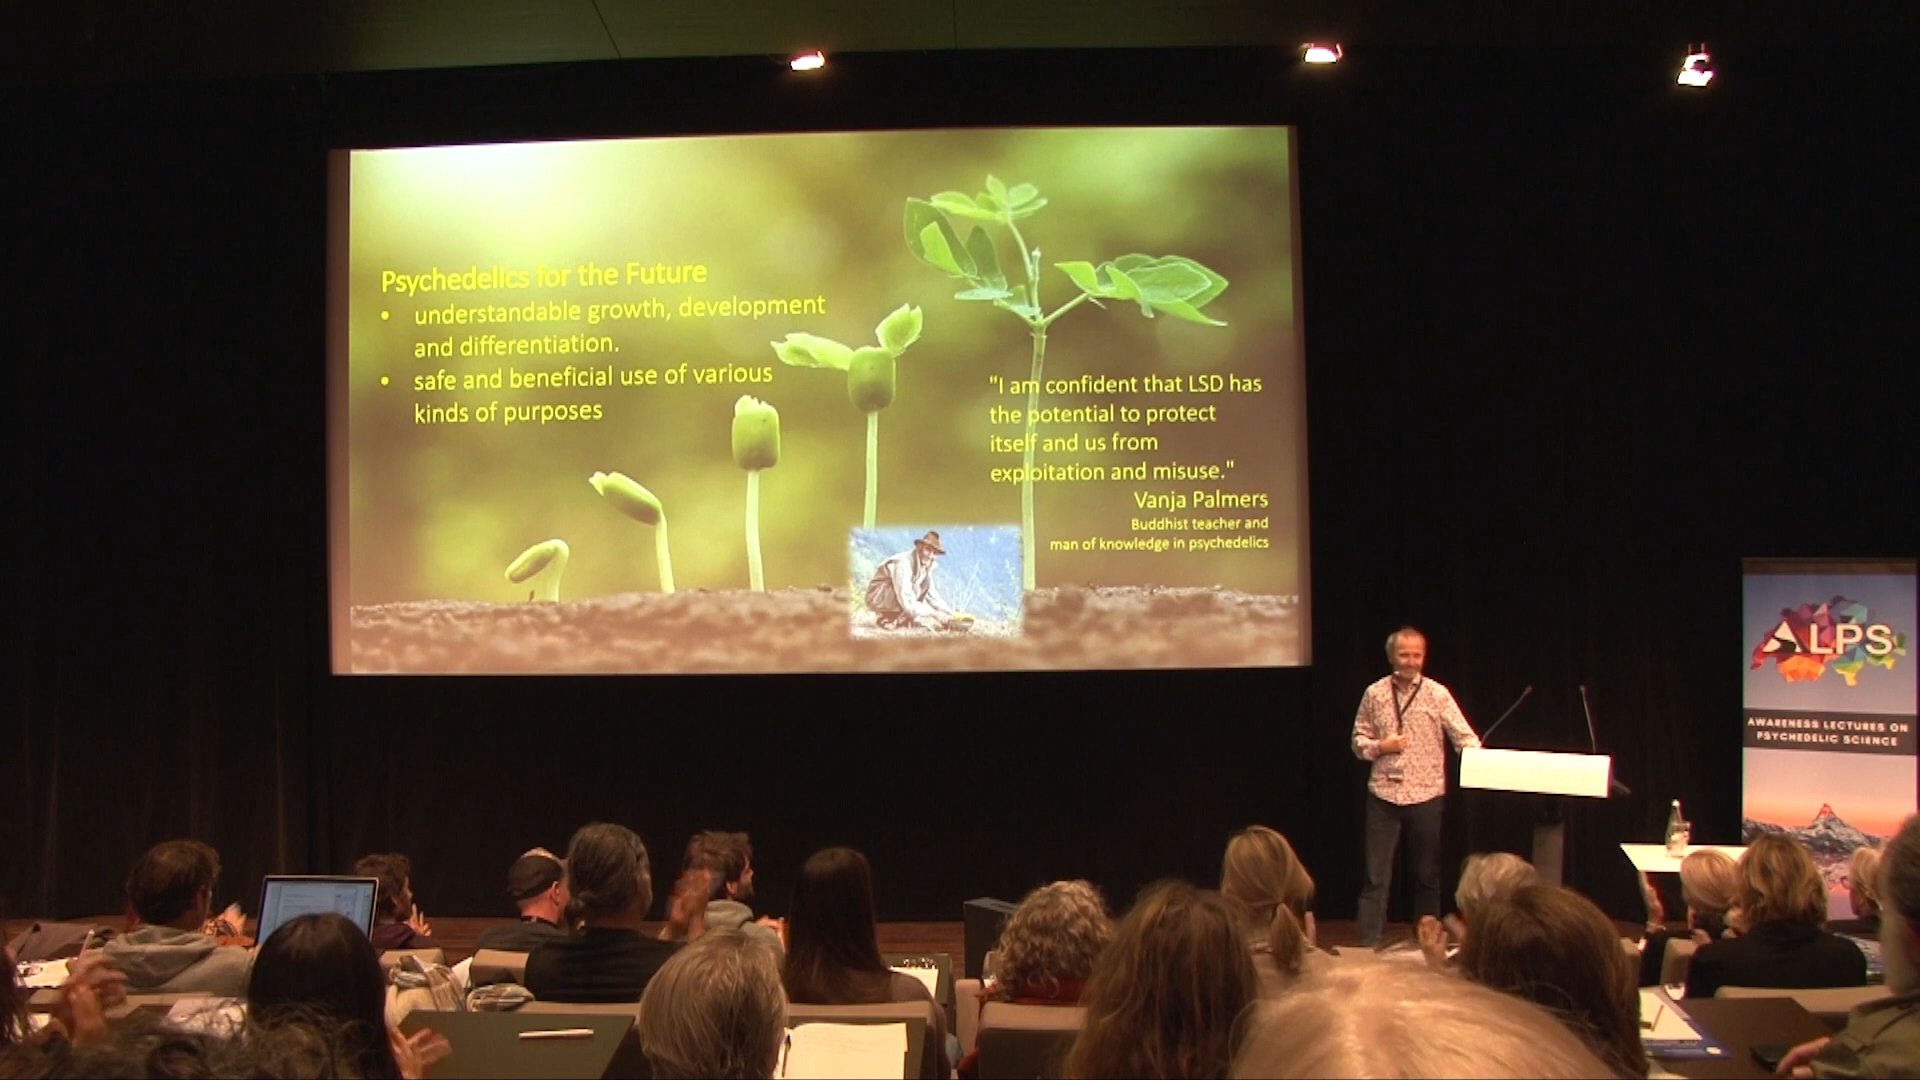 Psychedelics for the Future
• understandable growth, development
and differentiation.
• safe and beneficial use of various
kinds of purposes
"I am confident that LSD has
the potential to protect
itself and us from
exploitation and misuse."
Vanja Palmers
Buddhist teacher and
man of knowledge in psychedelics
ALPS
AWARENESS LECTURES ON
PSYCHEDELIC SCIENCE